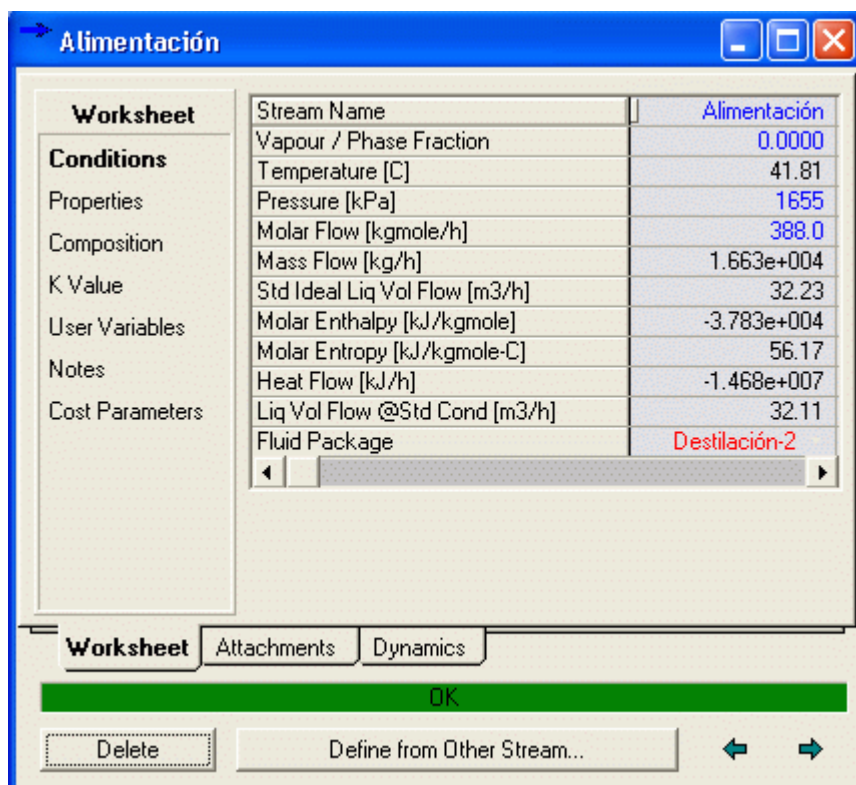 Alimentación
Worksheet
Conditions
Properties
Composition
K Value
User Variables
Notes
Cost Parameters
Stream Name Alimentación
Vapour / Phase Fraction 0.0000
Temperature [C] 41.81
Pressure [kPa] 1655
Molar Flow [kgmole/h] 388.0
Mass Flow [kg/h] 1.663e+004
Std Ideal Liq Vol Flow [m3/h] 32.23
Molar Enthalpy [kJ/kgmole] -3.783e+004
Molar Entropy [kJ/kgmole-C] 56.17
Heat Flow [kJ/h] -1.468e+007
Liq Vol Flow @Std Cond [m3/h] 32.11
Fluid Package Destilación-2
Worksheet Attachments Dynamics
OK
Delete Define from Other Stream...